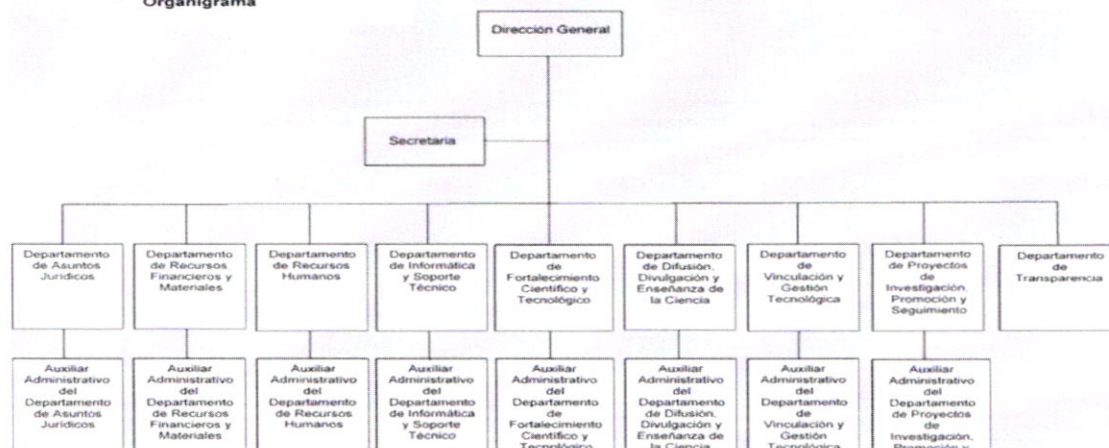 Organigrama
Dirección General
Secretaria
Departamento
de Asuntos
Jurídicos
Departamento
de Recursos
Financieros y
Materiales
Departamento
de Recursos
Humanos
Departamento
de Informática
y Soporte
Técnico
Departamento
de
Fortalecimiento
Científico y
Tecnológico
Departamento
de Difusión,
Divulgación y
Enseñanza de
la Ciencia
Departamento
de
Vinculación y
Gestión
Tecnológica
Departamento
de Proyectos
de
Investigación,
Promoción y
Seguimiento
Departamento
de
Transparencia
Auxiliar
Administrativo
del
Departamento
de Asuntos
Jurídicos
Auxiliar
Administrativo
del
Departamento
de Recursos
Financieros y
Materiales
Auxiliar
Administrativo
del
Departamento
de Recursos
Humanos
Auxiliar
Administrativo
del
Departamento
de Informática
y Soporte
Técnico
Auxiliar
Administrativo
del
Departamento
de
Fortalecimiento
Científico y
Tecnológico
Auxiliar
Administrativo
del
Departamento
de Difusión,
Divulgación y
Enseñanza de
la Ciencia
Auxiliar
Administrativo
del
Departamento
de
Vinculación y
Gestión
Tecnológica
Auxiliar
Administrativo
del
Departamento
de Proyectos
de
Investigación,
Promoción y